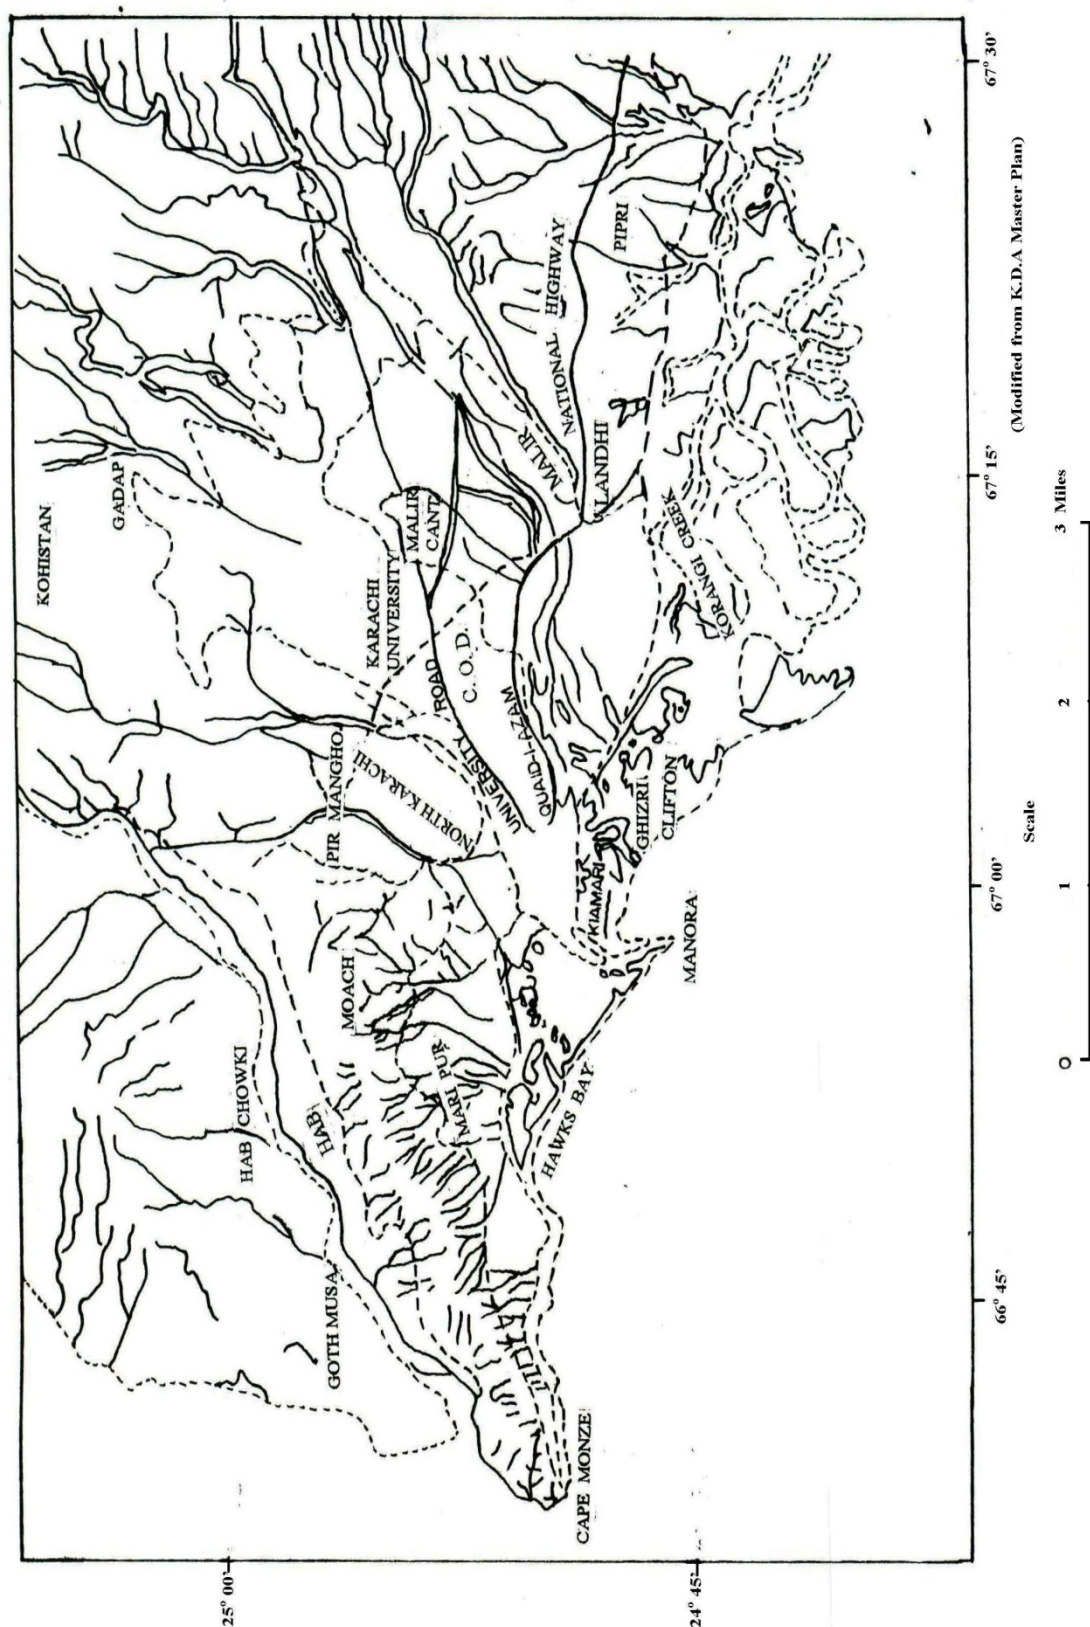 KOHISTAN
GADAP
KARACHI
UNIVERSITY
MALIR
CANT
PIR MANGHO
NORTH KARACHI
UNIVERSITY ROAD
C. O. D.
QUAID-I-AZAM
MALIR
NATIONAL HIGHWAY
PIPRI
LANDHI
KORANGI CREEK
GHIZRI
CLIFTON
KIAMARI
MANORA
MOACH
HAB CHOWKI
HAB
MARI PUR
HAWKS BAY
GOTH MUSA
CAPE MONZE
25° 00'
24° 45'
66° 45'
67° 00'
67° 15'
67° 30'
Scale
0 1 2 3 Miles
(Modified from K.D.A Master Plan)